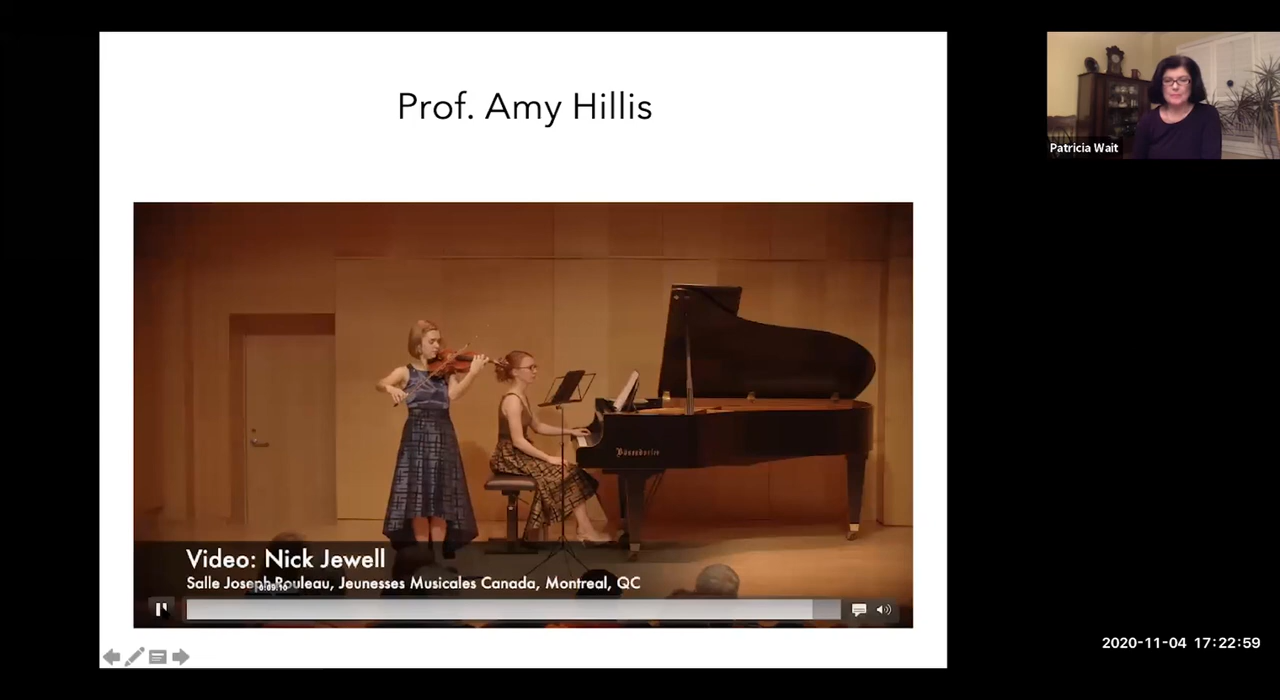 Prof. Amy Hillis
Patricia Wait
Bösendorfer
Video: Nick Jewell
Salle Joseph Rouleau, Jeunesses Musicales Canada, Montreal, QC
2020-11-04 17:22:59